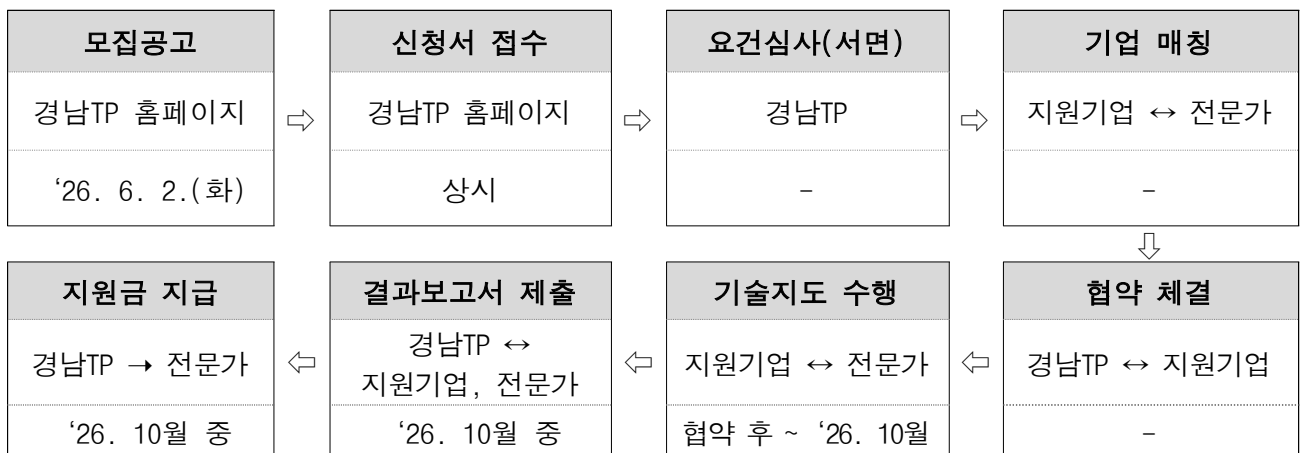 모집공고
경남TP 홈페이지
‘26. 6. 2.(화)
⇨
신청서 접수
경남TP 홈페이지
상시
⇨
요건심사(서면)
경남TP
-
⇨
기업 매칭
지원기업 ↔ 전문가
-
⇩
협약 체결
경남TP ↔ 지원기업
-
⇦
기술지도 수행
지원기업 ↔ 전문가
협약 후 ~ ‘26. 10월
⇦
결과보고서 제출
경남TP ↔
지원기업, 전문가
‘26. 10월 중
⇦
지원금 지급
경남TP → 전문가
‘26. 10월 중